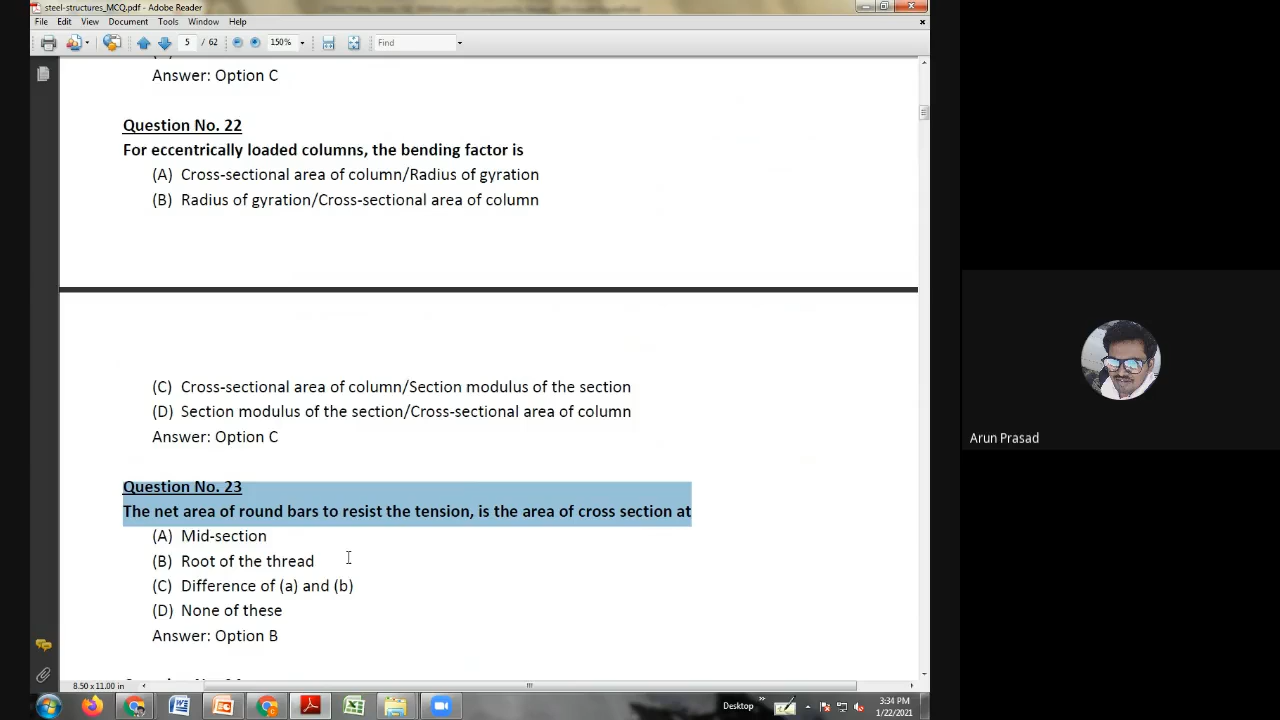 steel-structures_MCQ.pdf - Adobe Reader
File Edit View Document Tools Window Help
5 / 62 150% Find
Answer: Option C
Question No. 22
For eccentrically loaded columns, the bending factor is
(A) Cross-sectional area of column/Radius of gyration
(B) Radius of gyration/Cross-sectional area of column
(C) Cross-sectional area of column/Section modulus of the section
(D) Section modulus of the section/Cross-sectional area of column
Answer: Option C
Question No. 23
The net area of round bars to resist the tension, is the area of cross section at
(A) Mid-section
(B) Root of the thread
(C) Difference of (a) and (b)
(D) None of these
Answer: Option B
8.50 x 11.00 in
Desktop
3:34 PM
1/22/2021
Arun Prasad